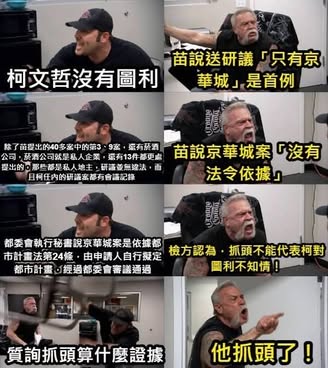 柯文哲沒有圖利
苗說送研議「只有京
華城」是首例
除了苗提出的40多案中的第3、9案，還有菸酒
公司，菸酒公司就是私人企業，還有13件都更處
提出的，那些都是私人地主，研議並無違法，而
且柯任內的研議案都有會議記錄
苗說京華城案「沒有
法令依據」
都委會執行秘書說京華城案是依據都
市計畫法第24條，由申請人自行擬定
都市計畫，經過都委會審議通過
檢方認為，抓頭不能代表柯對
圖利不知情！
質詢抓頭算什麼證據
他抓頭了！